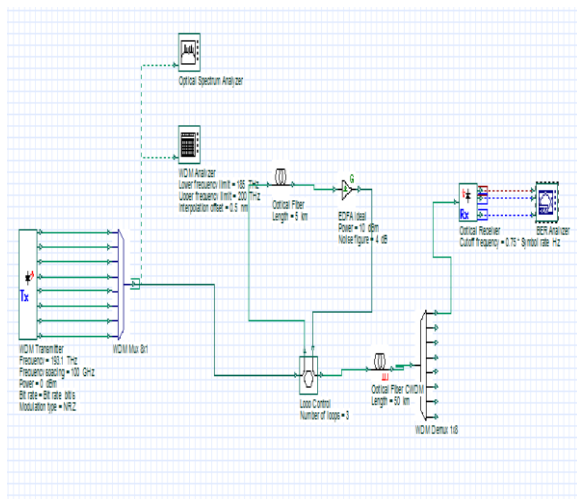 Optical Spectrum Analyzer
WDM Analyzer
Lower frequency limit = 185 THz
Upper frequency limit = 200 THz
Interpolation offset = 0.5 nm
Optical Fiber
Length = 5 km
G
EDFA Ideal
Power = 10 dBm
Noise figure = 4 dB
Rx
Optical Receiver
Cutoff frequency = 0.75 * Symbol rate Hz
BER Analyzer
Tx
WDM Transmitter
Frequency = 193.1 THz
Frequency spacing = 100 GHz
Power = 0 dBm
Bit rate = Bit rate bit/s
Modulation type = NRZ
WDM Mux 8x1
Loop Control
Number of loops = 3
Optical Fiber CWDM
Length = 50 km
WDM Demux 1x8